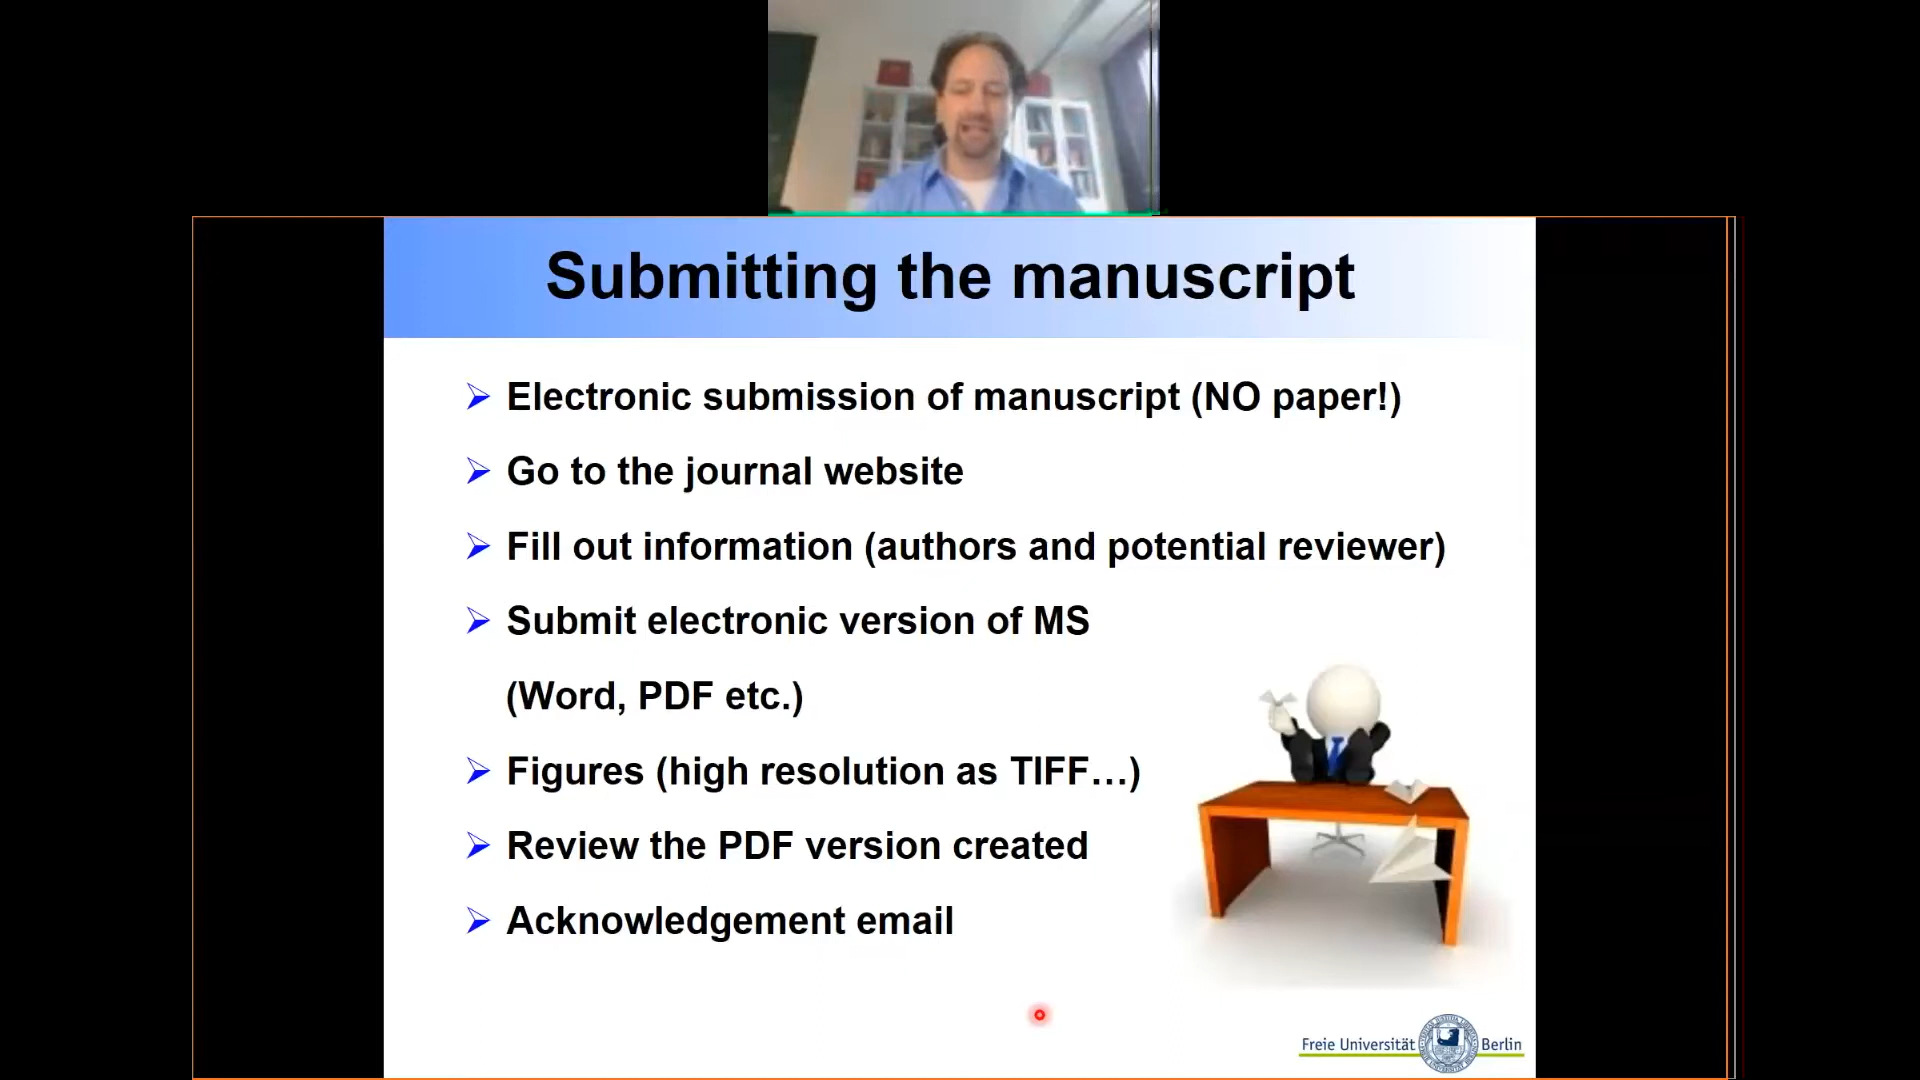 Submitting the manuscript
Electronic submission of manuscript (NO paper!)
Go to the journal website
Fill out information (authors and potential reviewer)
Submit electronic version of MS
(Word, PDF etc.)
Figures (high resolution as TIFF…)
Review the PDF version created
Acknowledgement email
Freie Universität Berlin